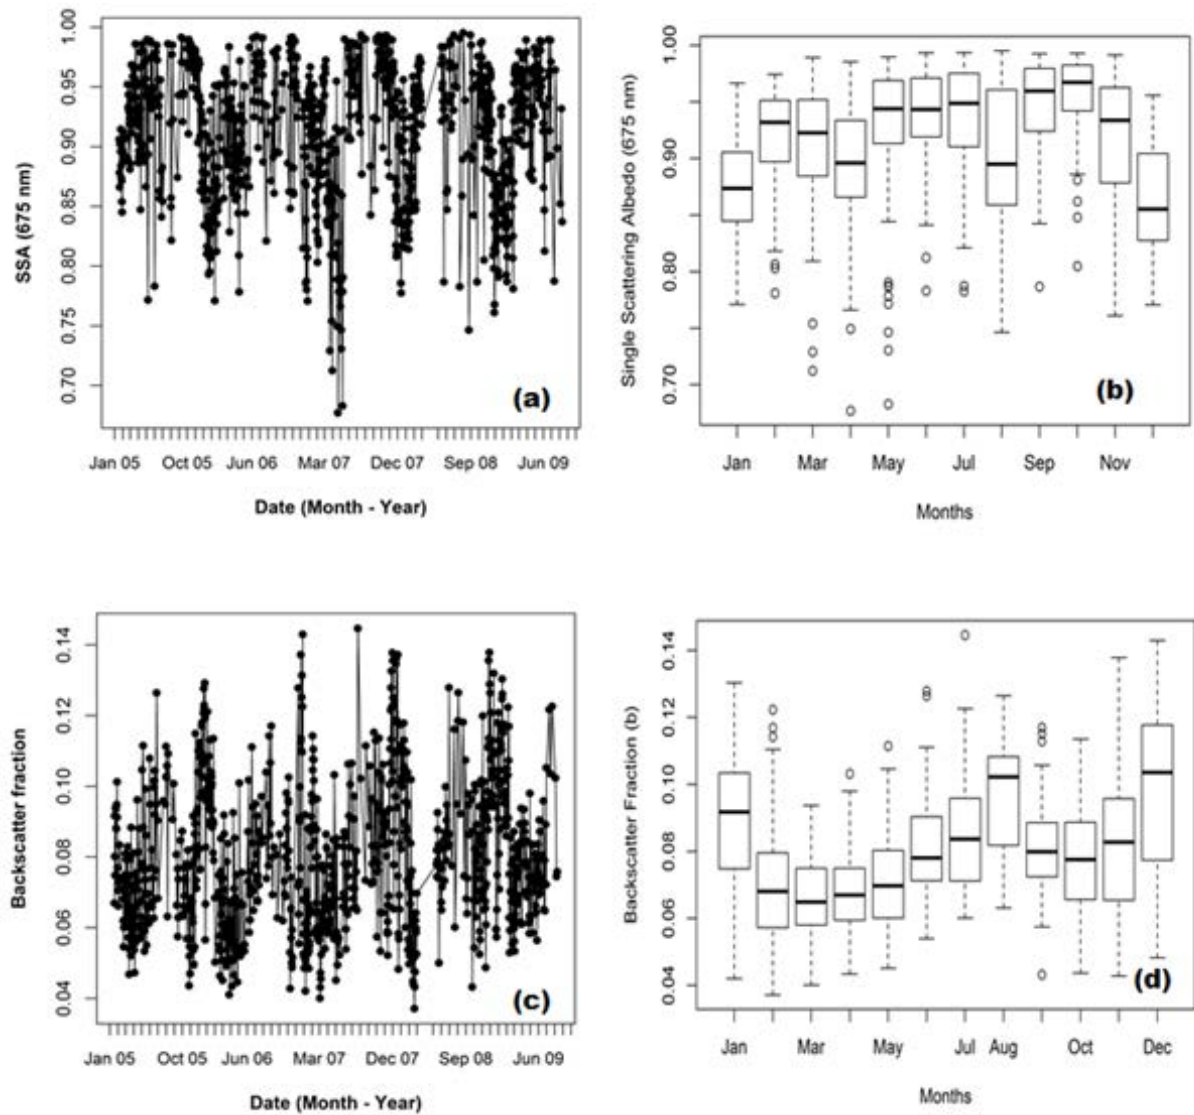 1.00
0.95
0.90
0.85
0.80
0.75
0.70
SSA (675 nm)
(a)
Jan 05 Oct 05 Jun 06 Mar 07 Dec 07 Sep 08 Jun 09
Date (Month - Year)
1.00
0.90
0.80
0.70
Single Scattering Albedo (675 nm)
(b)
Jan Mar May Jul Sep Nov
Months
0.14
0.12
0.10
0.08
0.06
0.04
Backscatter fraction
(c)
Jan 05 Oct 05 Jun 06 Mar 07 Dec 07 Sep 08 Jun 09
Date (Month - Year)
0.14
0.12
0.10
0.08
0.06
0.04
Backscatter Fraction (b)
(d)
Jan Mar May Jul Aug Oct Dec
Months